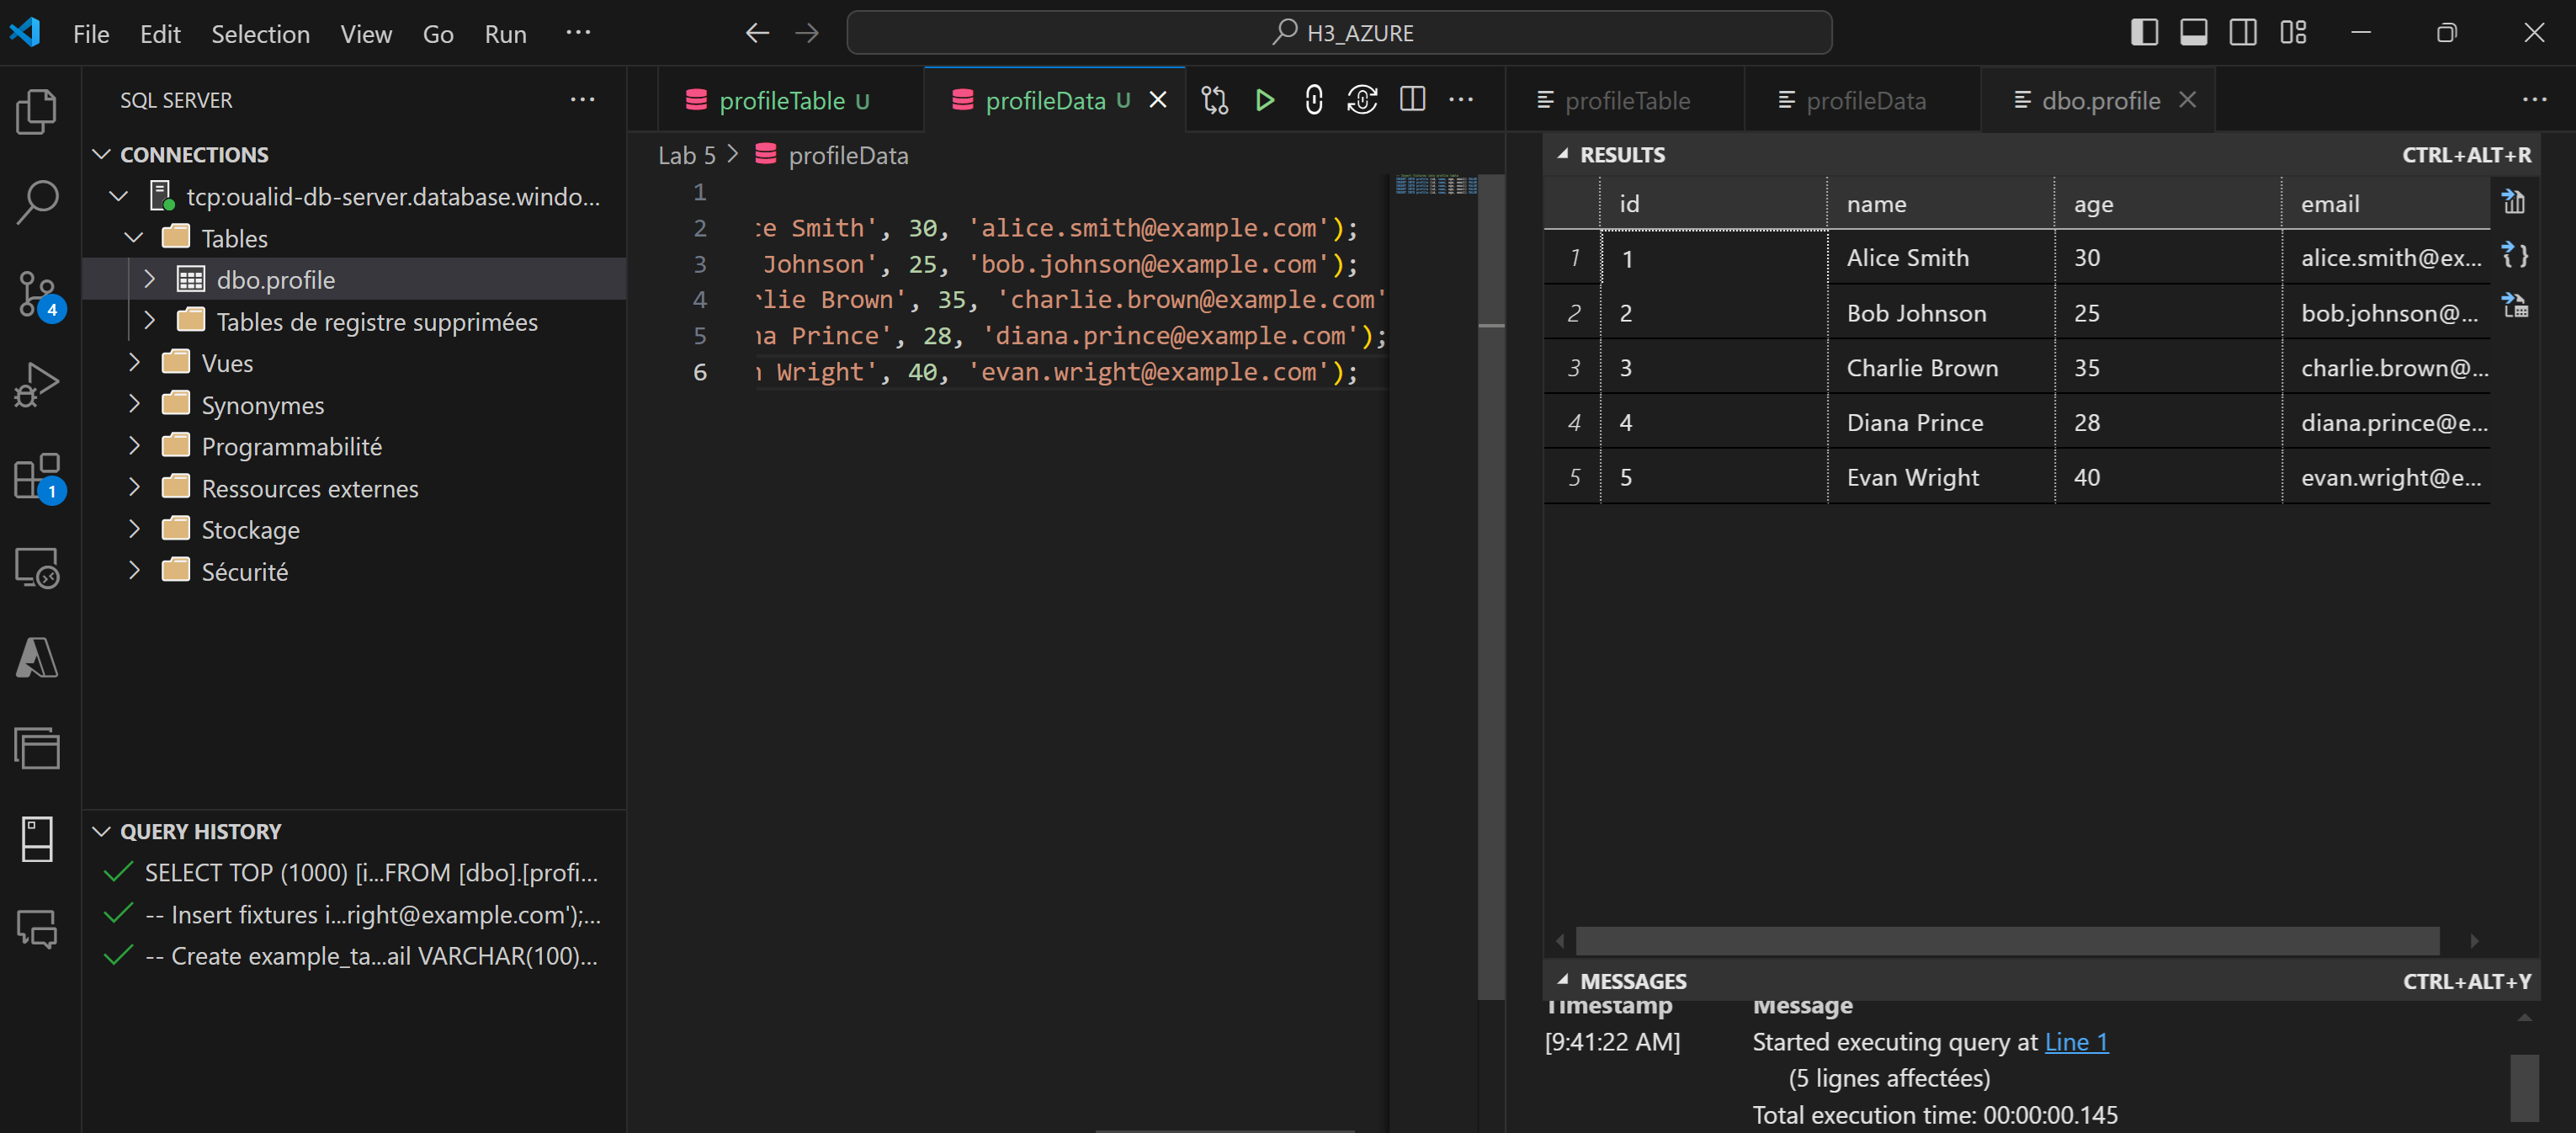 File Edit Selection View Go Run ...
H3_AZURE
SQL SERVER
CONNECTIONS
tcp:oualid-db-server.database.windo...
Tables
dbo.profile
Tables de registre supprimées
Vues
Synonymes
Programmabilité
Ressources externes
Stockage
Sécurité
4
1
QUERY HISTORY
SELECT TOP (1000) [i...FROM [dbo].[profi...
-- Insert fixtures i...right@example.com');...
-- Create example_ta...ail VARCHAR(100)...
profileTable U
profileData U
Lab 5 > profileData
1
2 ce Smith', 30, 'alice.smith@example.com');
3 Johnson', 25, 'bob.johnson@example.com');
4 rlie Brown', 35, 'charlie.brown@example.com'
5 na Prince', 28, 'diana.prince@example.com');
6 n Wright', 40, 'evan.wright@example.com');
profileTable
profileData
dbo.profile
RESULTS CTRL+ALT+R
id name age email
1 1 Alice Smith 30 alice.smith@ex...
2 2 Bob Johnson 25 bob.johnson@...
3 3 Charlie Brown 35 charlie.brown@...
4 4 Diana Prince 28 diana.prince@e...
5 5 Evan Wright 40 evan.wright@e...
MESSAGES CTRL+ALT+Y
Timestamp Message
[9:41:22 AM] Started executing query at Line 1
(5 lignes affectées)
Total execution time: 00:00:00.145